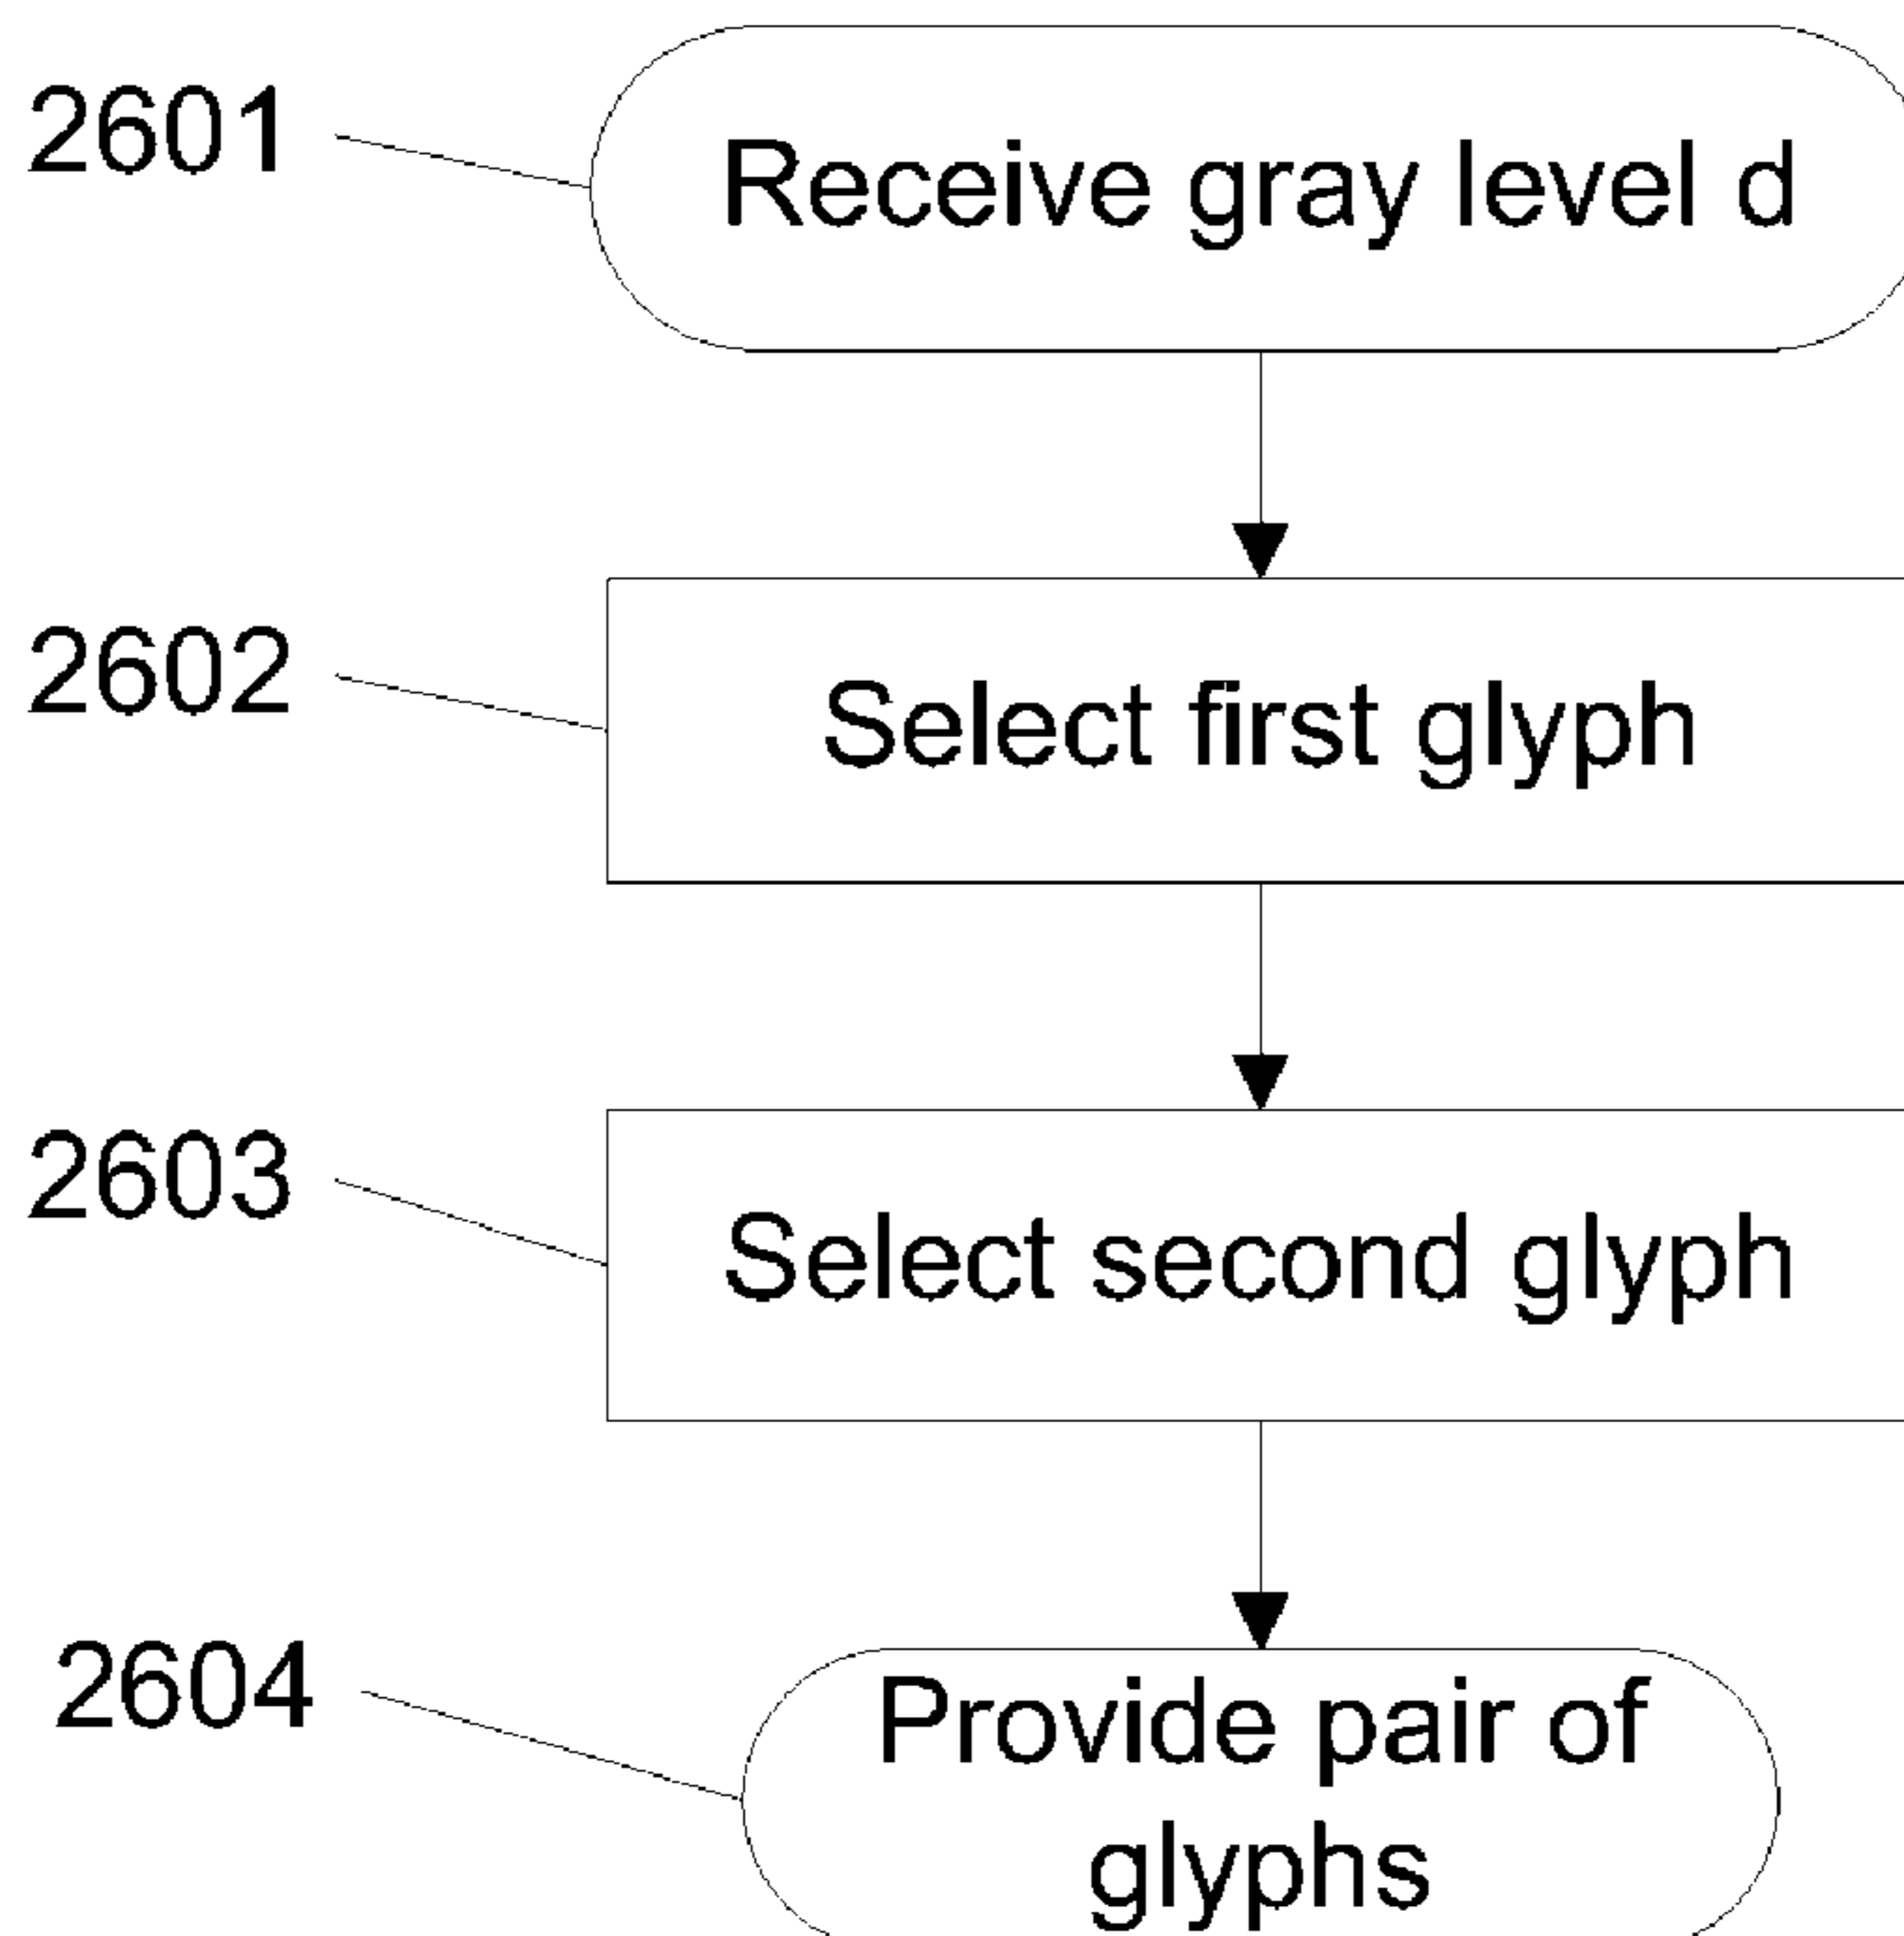 2601
Receive gray level d
2602
Select first glyph
2603
Select second glyph
2604
Provide pair of
glyphs